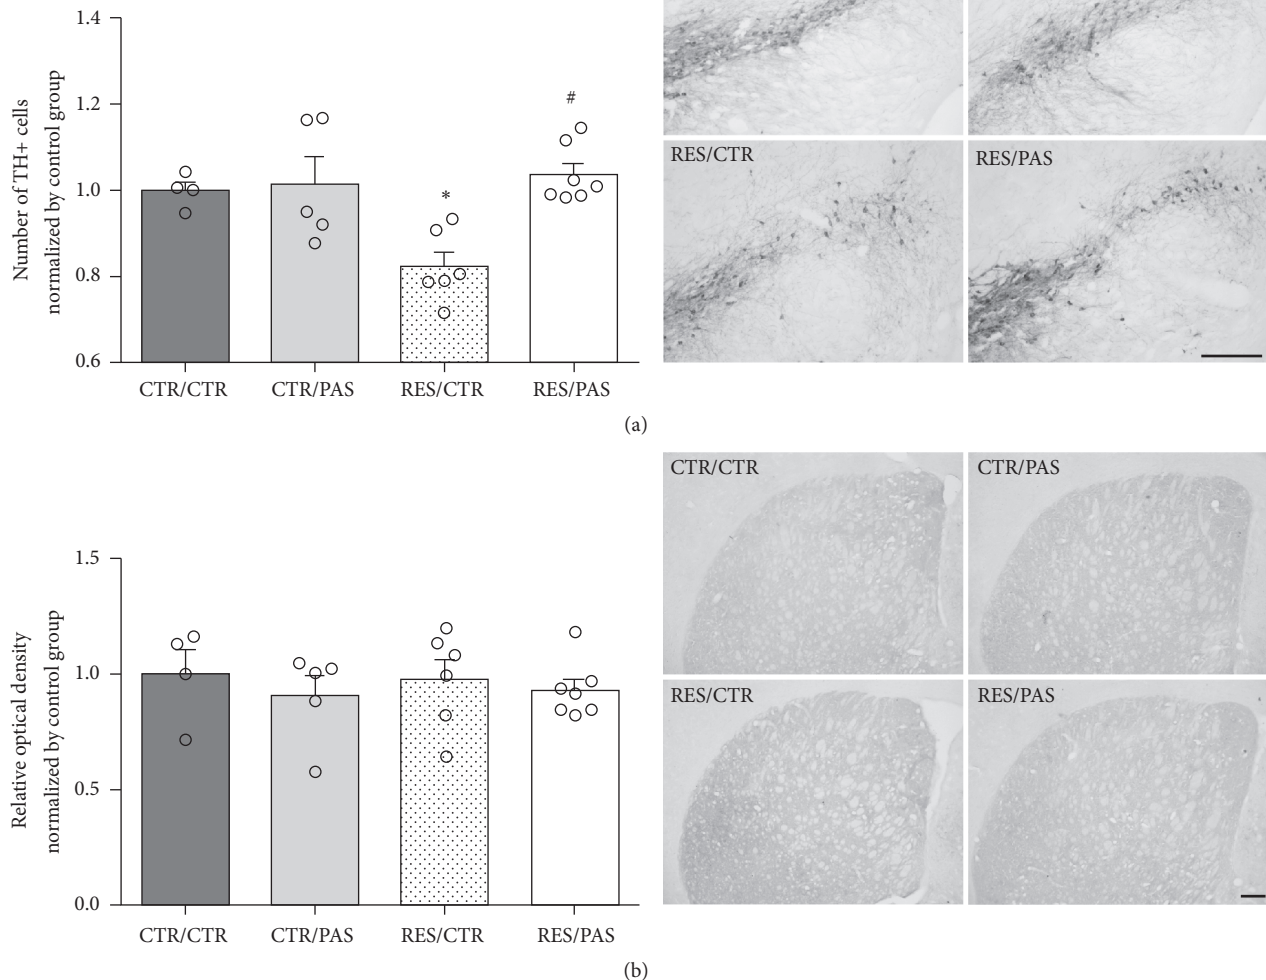 Number of TH+ cells
normalized by control group
1.4
1.2
1.0
0.8
0.6
*
#
CTR/CTR CTR/PAS RES/CTR RES/PAS
RES/CTR
RES/PAS
(a)
Relative optical density
normalized by control group
1.5
1.0
0.5
0.0
CTR/CTR CTR/PAS RES/CTR RES/PAS
CTR/CTR
CTR/PAS
RES/CTR
RES/PAS
(b)